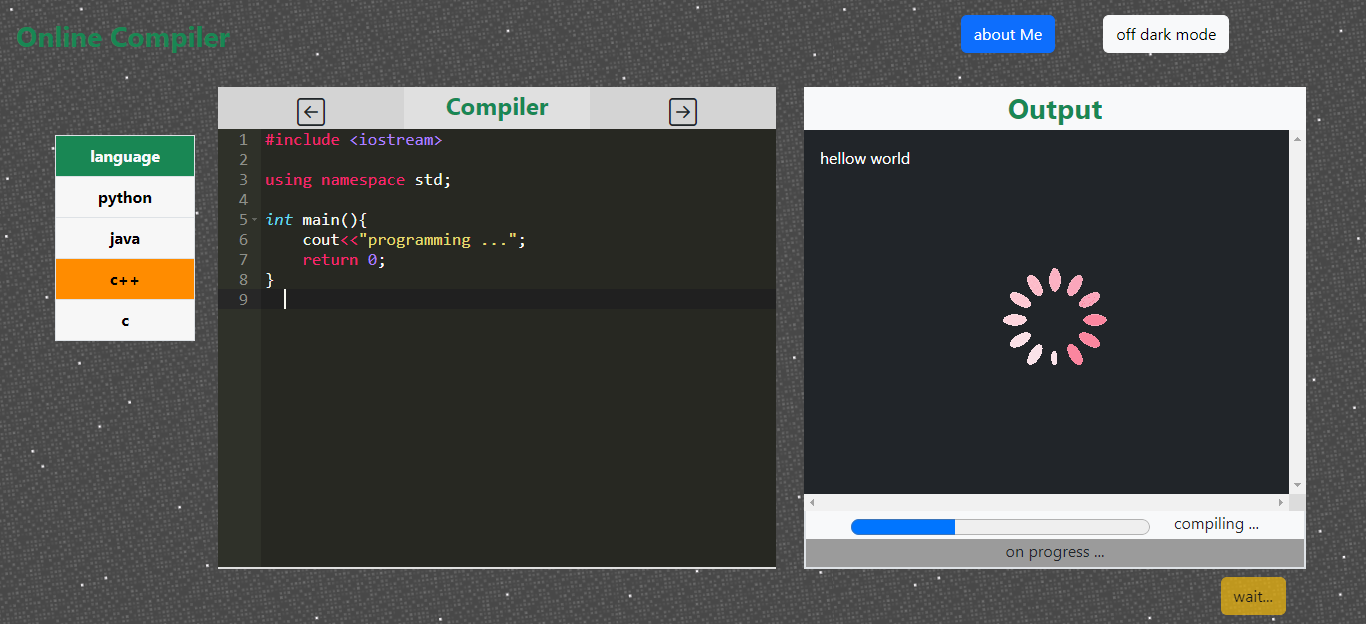 Online Compiler
about Me
off dark mode
language
python
java
c++
c
Compiler
1 #include <iostream>
2
3 using namespace std;
4
5 int main(){
6     cout<<"programming ...";
7     return 0;
8 }
9
Output
hellow world
compiling ...
on progress ...
wait...